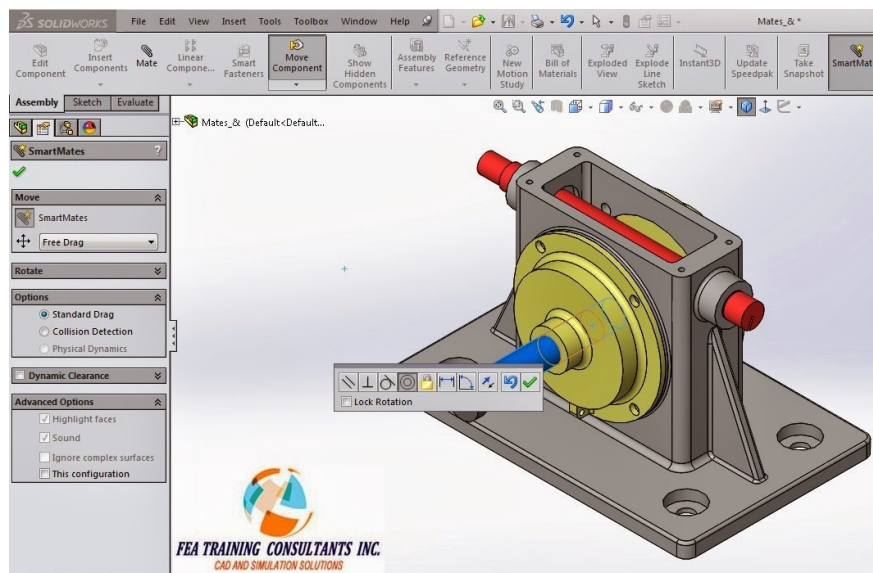 SOLIDWORKS File Edit View Insert Tools Toolbox Window Help Mates_& *
Edit Component
Insert Components
Mate
Linear Compone...
Smart Fasteners
Move Component
Show Hidden Components
Assembly Features
Reference Geometry
New Motion Study
Bill of Materials
Exploded View
Explode Line Sketch
Instant3D
Update Speedpak
Take Snapshot
SmartMat
Assembly Sketch Evaluate
Mates_& (Default<Default...
SmartMates ?
Move
SmartMates
Free Drag
Rotate
Options
Standard Drag
Collision Detection
Physical Dynamics
Dynamic Clearance
Advanced Options
Highlight faces
Sound
Ignore complex surfaces
This configuration
Lock Rotation
FEA TRAINING CONSULTANTS INC.
CAD AND SIMULATION SOLUTIONS